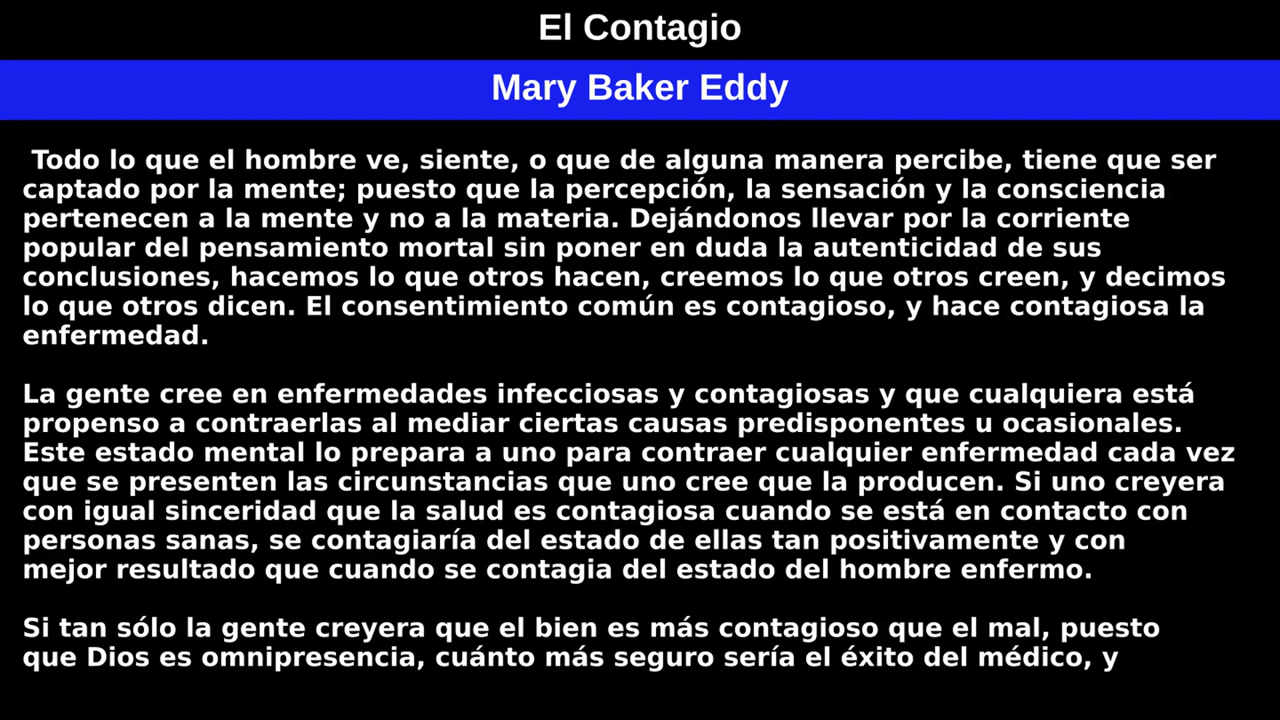 El Contagio
Mary Baker Eddy
Todo lo que el hombre ve, siente, o que de alguna manera percibe, tiene que ser
captado por la mente; puesto que la percepción, la sensación y la consciencia
pertenecen a la mente y no a la materia. Dejándonos llevar por la corriente
popular del pensamiento mortal sin poner en duda la autenticidad de sus
conclusiones, hacemos lo que otros hacen, creemos lo que otros creen, y decimos
lo que otros dicen. El consentimiento común es contagioso, y hace contagiosa la
enfermedad.
La gente cree en enfermedades infecciosas y contagiosas y que cualquiera está
propenso a contraerlas al mediar ciertas causas predisponentes u ocasionales.
Este estado mental lo prepara a uno para contraer cualquier enfermedad cada vez
que se presenten las circunstancias que uno cree que la producen. Si uno creyera
con igual sinceridad que la salud es contagiosa cuando se está en contacto con
personas sanas, se contagiaría del estado de ellas tan positivamente y con
mejor resultado que cuando se contagia del estado del hombre enfermo.
Si tan sólo la gente creyera que el bien es más contagioso que el mal, puesto
que Dios es omnipresencia, cuánto más seguro sería el éxito del médico, y